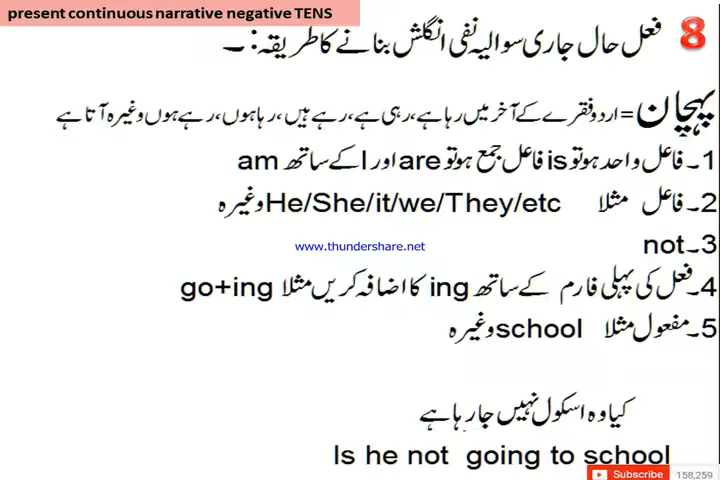 present continuous narrative negative TENS
8 فعل حال جاری سوالیہ نفی انگلش بنانے کا طریقہ:۔
پہچان = اردو فقرے کے آخر میں رہا ہے، رہی ہے، رہے ہیں، رہا ہوں، رہے ہوں وغیرہ آتا ہے
1۔ فاعل واحد ہو تو is فاعل جمع ہو تو are اور I کے ساتھ am
2۔ فاعل مثلا He/She/it/we/They/etc وغیرہ
3۔not
www.thundershare.net
4۔ فعل کی پہلی فارم کے ساتھ ing کا اضافہ کریں مثلا go+ing
5۔ مفعول مثلا school وغیرہ
کیا وہ اسکول نہیں جا رہا ہے
Is he not going to school
Subscribe 158,259